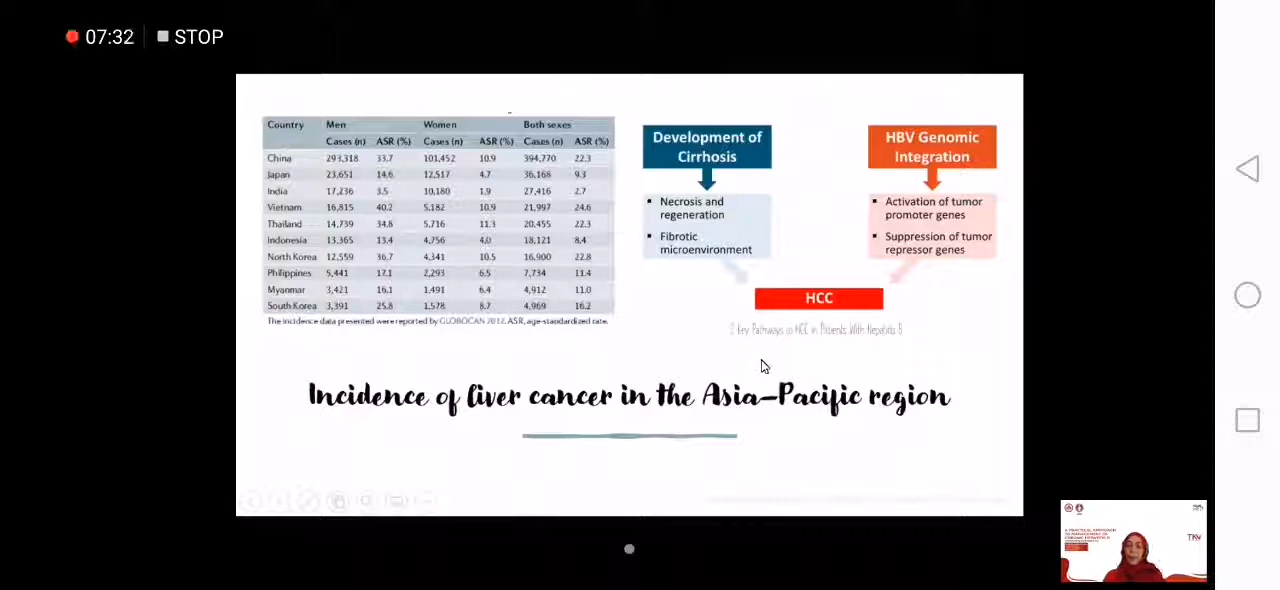 07:32 STOP
Country Men Women Both sexes
Cases (n) ASR (%) Cases (n) ASR (%) Cases (n) ASR (%)
China 293,318 33.7 101,452 10.9 394,770 22.3
Japan 23,651 14.6 12,517 4.7 36,168 9.3
India 17,236 3.5 10,180 1.9 27,416 2.7
Vietnam 16,815 40.2 5,182 10.9 21,997 24.6
Thailand 14,739 34.8 5,716 11.3 20,455 22.3
Indonesia 13,365 13.4 4,756 4.0 18,121 8.4
North Korea 12,559 36.7 4,341 10.5 16,900 22.8
Philippines 5,441 17.1 2,293 6.5 7,734 11.4
Myanmar 3,421 16.1 1,491 6.4 4,912 11.0
South Korea 3,391 25.8 1,578 8.7 4,969 16.2
The incidence data presented were reported by GLOBOCAN 2012. ASR, age-standardized rate.
Development of
Cirrhosis
▪ Necrosis and
regeneration
▪ Fibrotic
microenvironment
HBV Genomic
Integration
▪ Activation of tumor
promoter genes
▪ Suppression of tumor
repressor genes
HCC
2 Key Pathways to HCC in Patients With Hepatitis B
Incidence of liver cancer in the Asia–Pacific region
A PRACTICAL APPROACH
TO MANAGEMENT OF
CHRONIC HEPATITIS B